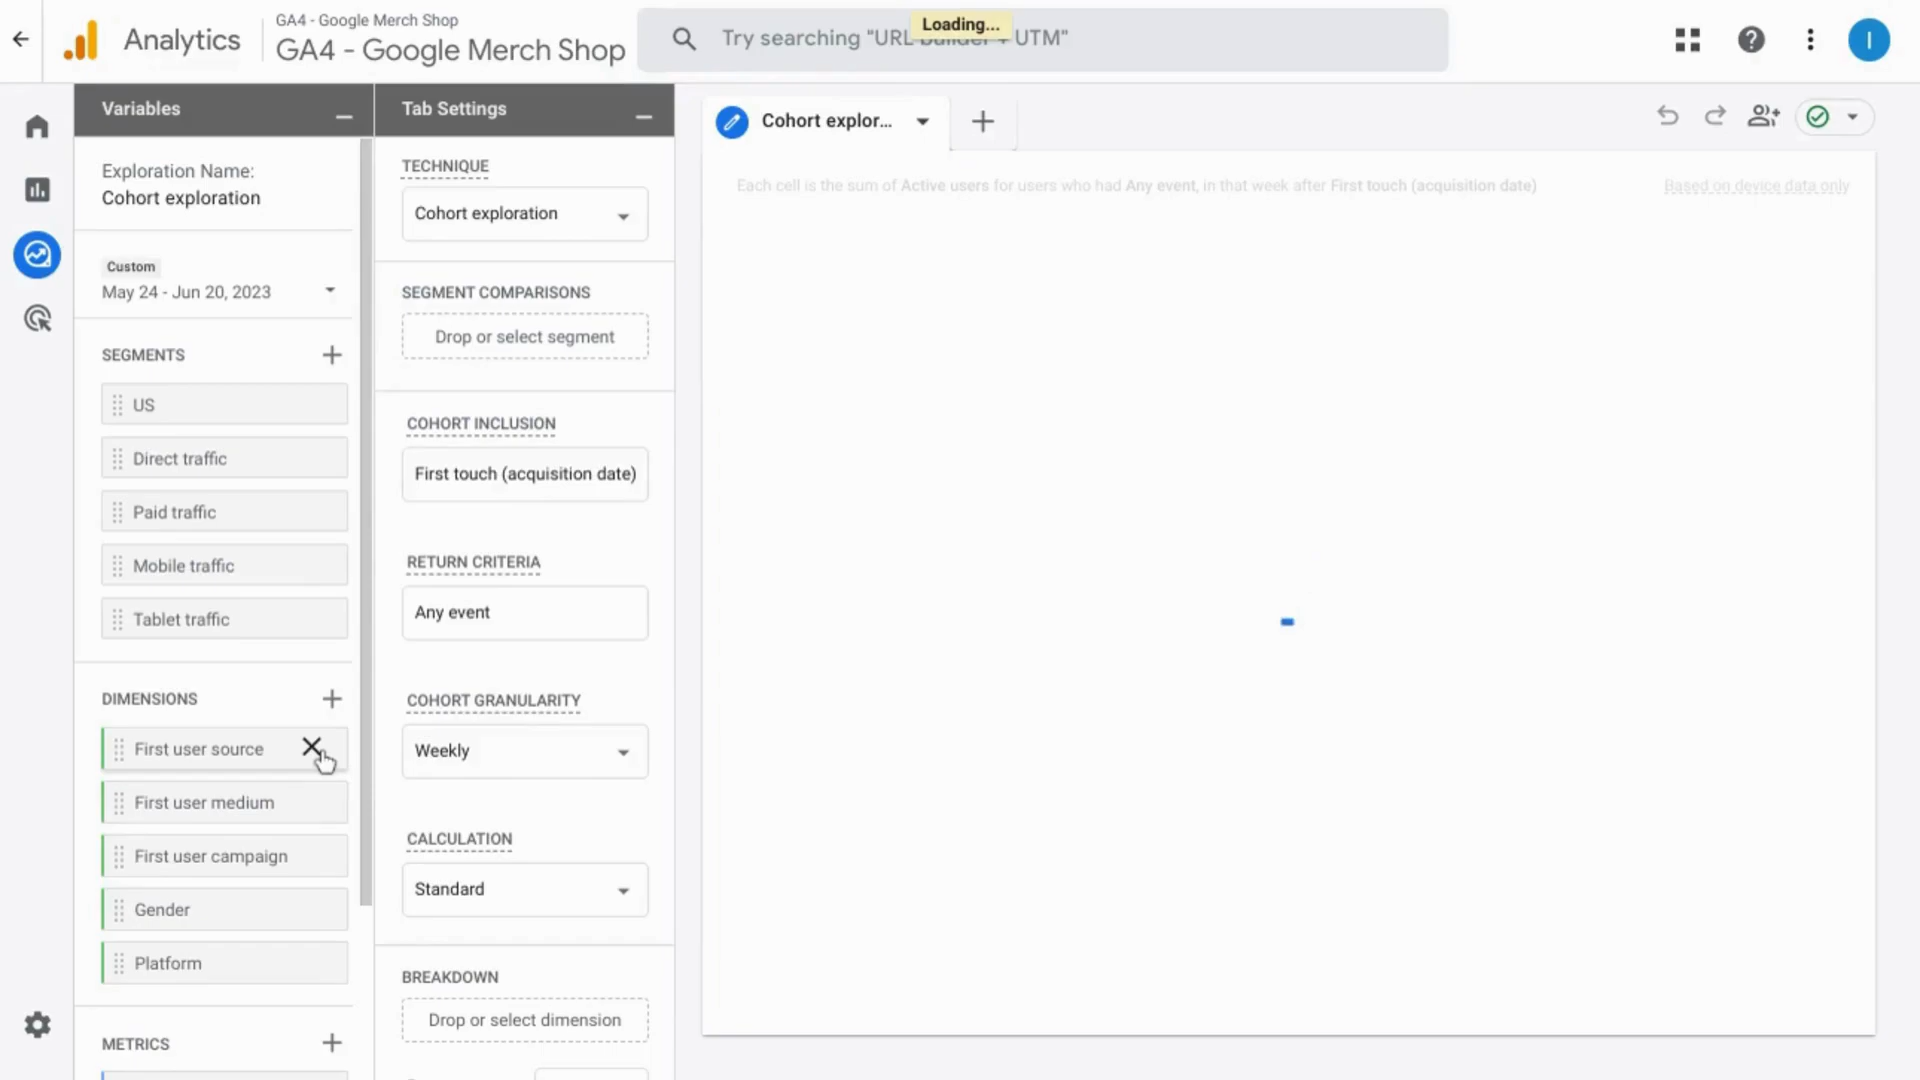 Analytics
GA4 - Google Merch Shop
GA4 - Google Merch Shop
Try searching "URL builder + UTM"
Loading...
I
Variables
Exploration Name:
Cohort exploration
Custom
May 24 - Jun 20, 2023
SEGMENTS
US
Direct traffic
Paid traffic
Mobile traffic
Tablet traffic
DIMENSIONS
First user source
First user medium
First user campaign
Gender
Platform
METRICS
Tab Settings
TECHNIQUE
Cohort exploration
SEGMENT COMPARISONS
Drop or select segment
COHORT INCLUSION
First touch (acquisition date)
RETURN CRITERIA
Any event
COHORT GRANULARITY
Weekly
CALCULATION
Standard
BREAKDOWN
Drop or select dimension
Cohort explor...
Each cell is the sum of Active users for users who had Any event, in that week after First touch (acquisition date)
Based on device data only